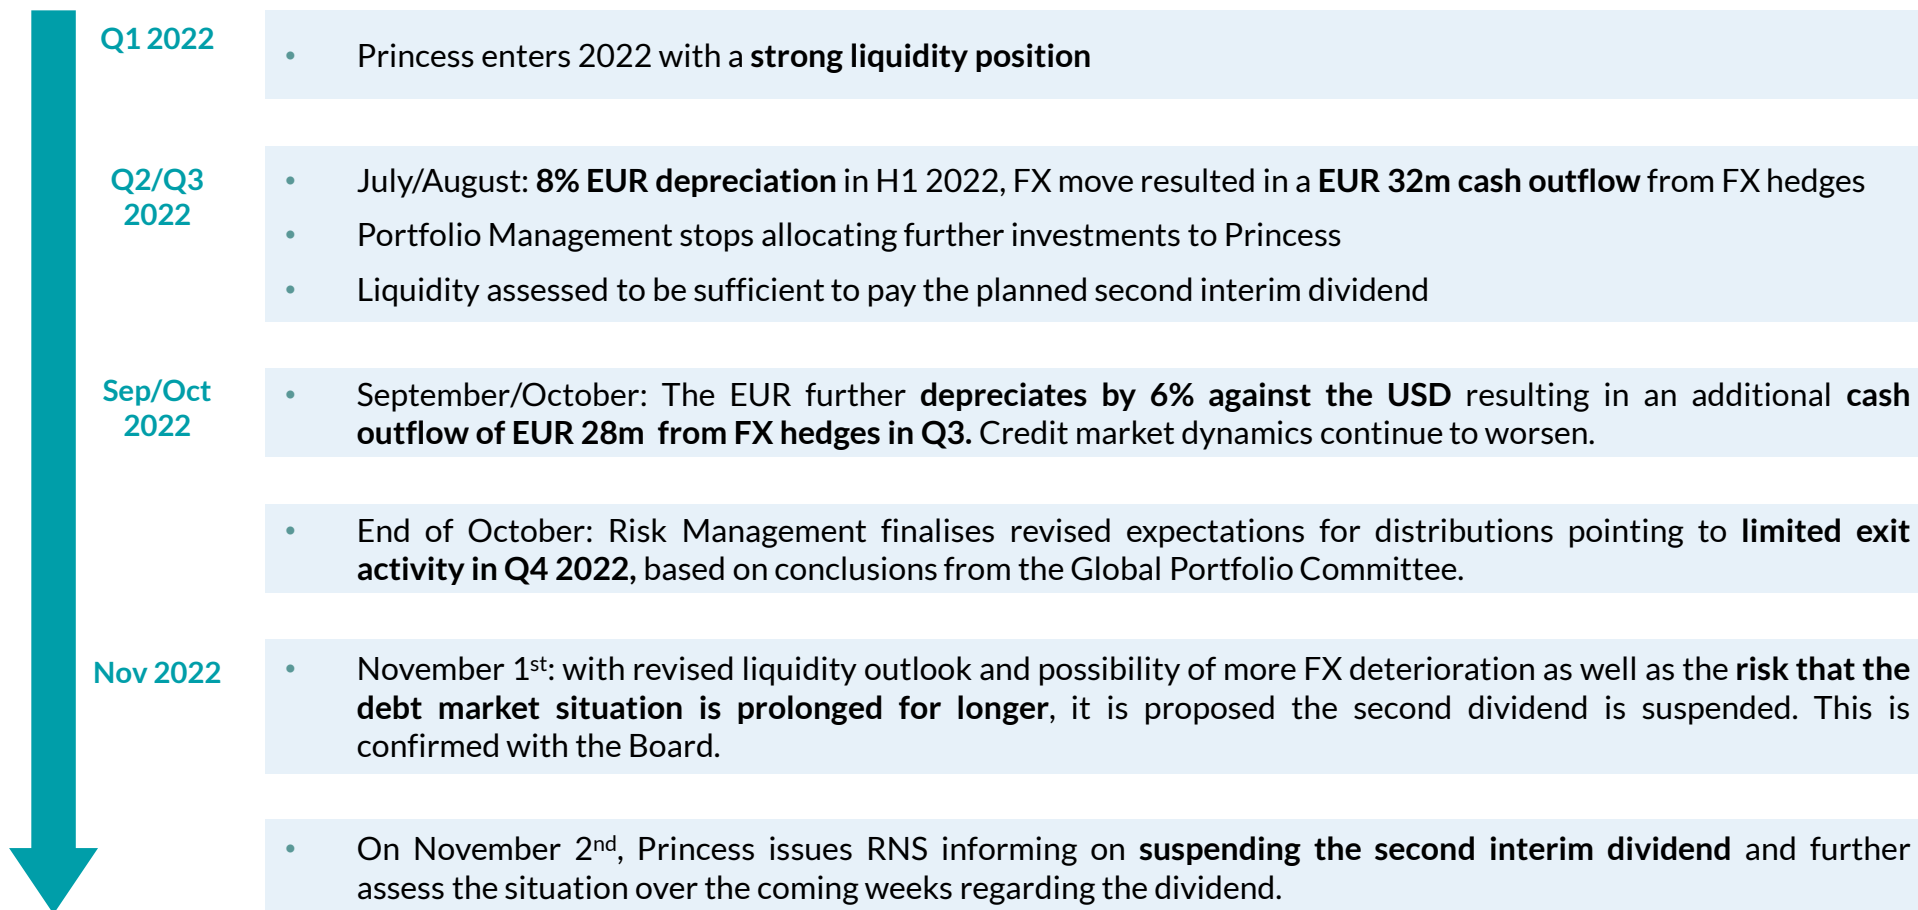 Q1 2022
• Princess enters 2022 with a strong liquidity position
Q2/Q3
2022
• July/August: 8% EUR depreciation in H1 2022, FX move resulted in a EUR 32m cash outflow from FX hedges
• Portfolio Management stops allocating further investments to Princess
• Liquidity assessed to be sufficient to pay the planned second interim dividend
Sep/Oct
2022
• September/October: The EUR further depreciates by 6% against the USD resulting in an additional cash
outflow of EUR 28m from FX hedges in Q3. Credit market dynamics continue to worsen.
• End of October: Risk Management finalises revised expectations for distributions pointing to limited exit
activity in Q4 2022, based on conclusions from the Global Portfolio Committee.
Nov 2022
• November 1st: with revised liquidity outlook and possibility of more FX deterioration as well as the risk that the
debt market situation is prolonged for longer, it is proposed the second dividend is suspended. This is
confirmed with the Board.
• On November 2nd, Princess issues RNS informing on suspending the second interim dividend and further
assess the situation over the coming weeks regarding the dividend.